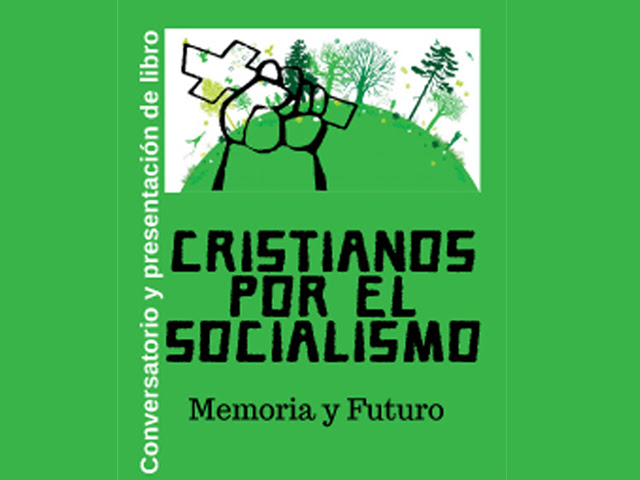 Conversatorio y presentación de libro
CRISTIANOS
POR EL
SOCIALISMO
Memoria y Futuro